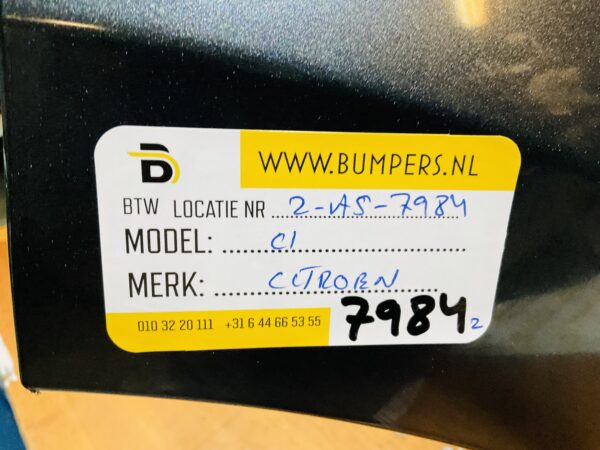 B WWW.BUMPERS.NL
BTW LOCATIE NR 2-AS-7984
MODEL: C1
MERK: CITROEN
010 32 20 111 +31 6 44 66 53 55 7984 2